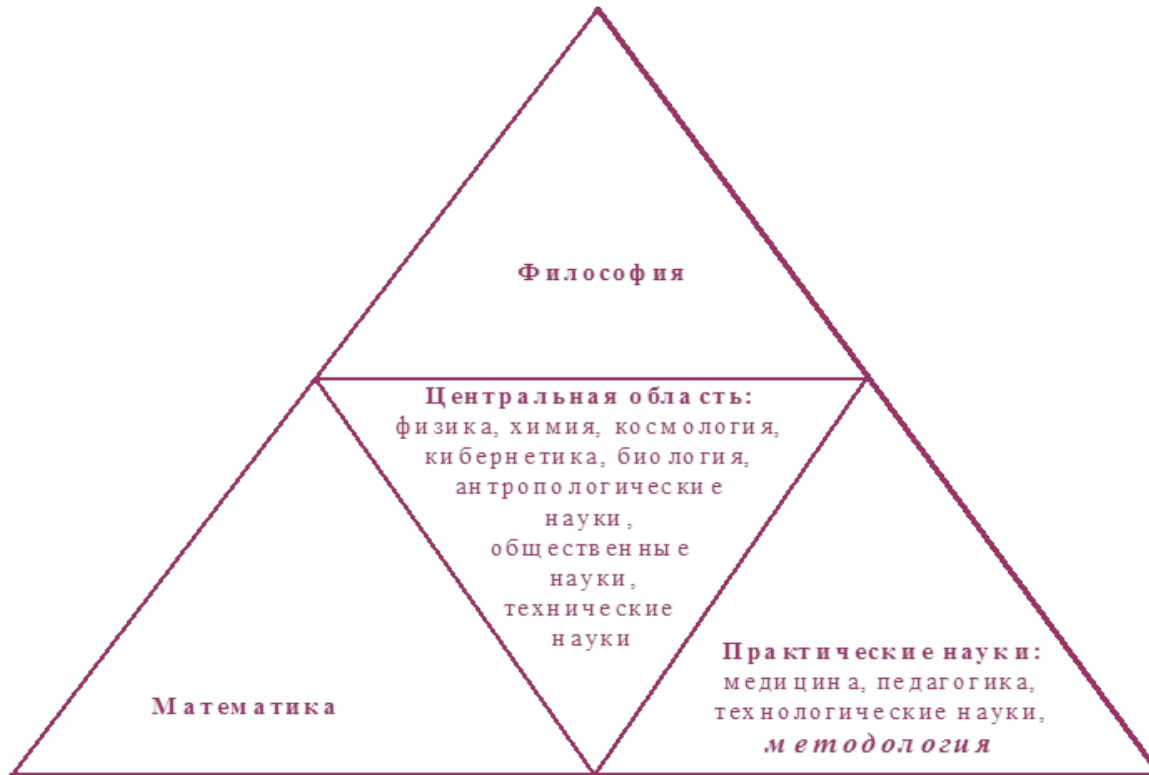 Философия
Центральная область:
физика, химия, космология,
кибернетика, биология,
антропологические
науки,
общественные
науки,
технические
науки
Математика
Практические науки:
медицина, педагогика,
технологические науки,
методология